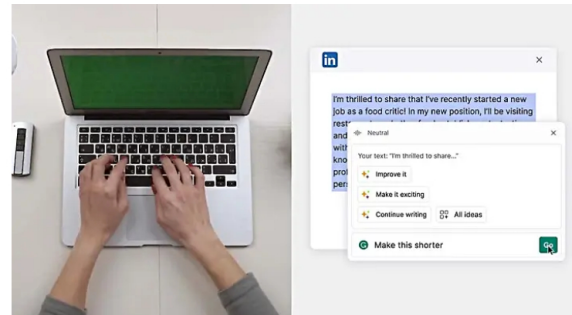 in
I'm thrilled to share that I've recently started a new
job as a food critic! In my new position, I'll be visiting
and
with
Neutral
Your text: "I'm thrilled to share..."
Improve it
Make it exciting
Continue writing
All ideas
Make this shorter
Go